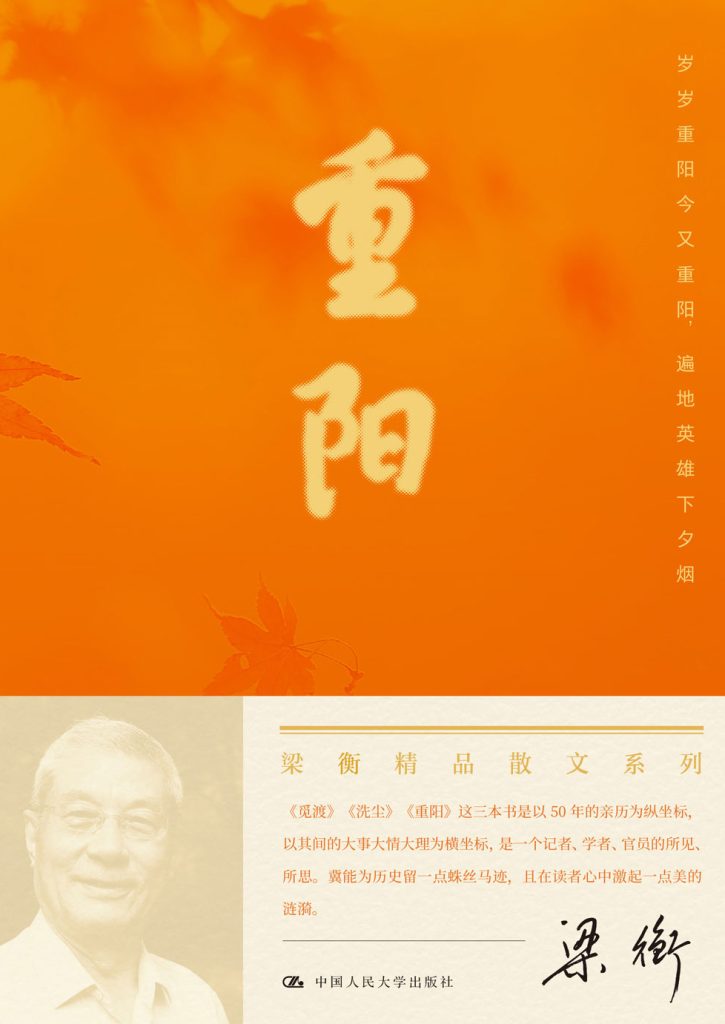 岁岁重阳今又重阳，遍地英雄下夕烟
重阳
梁衡精品散文系列
《觅渡》《洗尘》《重阳》这三本书是以50年的亲历为纵坐标，
以其间的大事大情大理为横坐标，是一个记者、学者、官员的所见、
所思。冀能为历史留一点蛛丝马迹，且在读者心中激起一点美的
涟漪。
梁衡
中国人民大学出版社